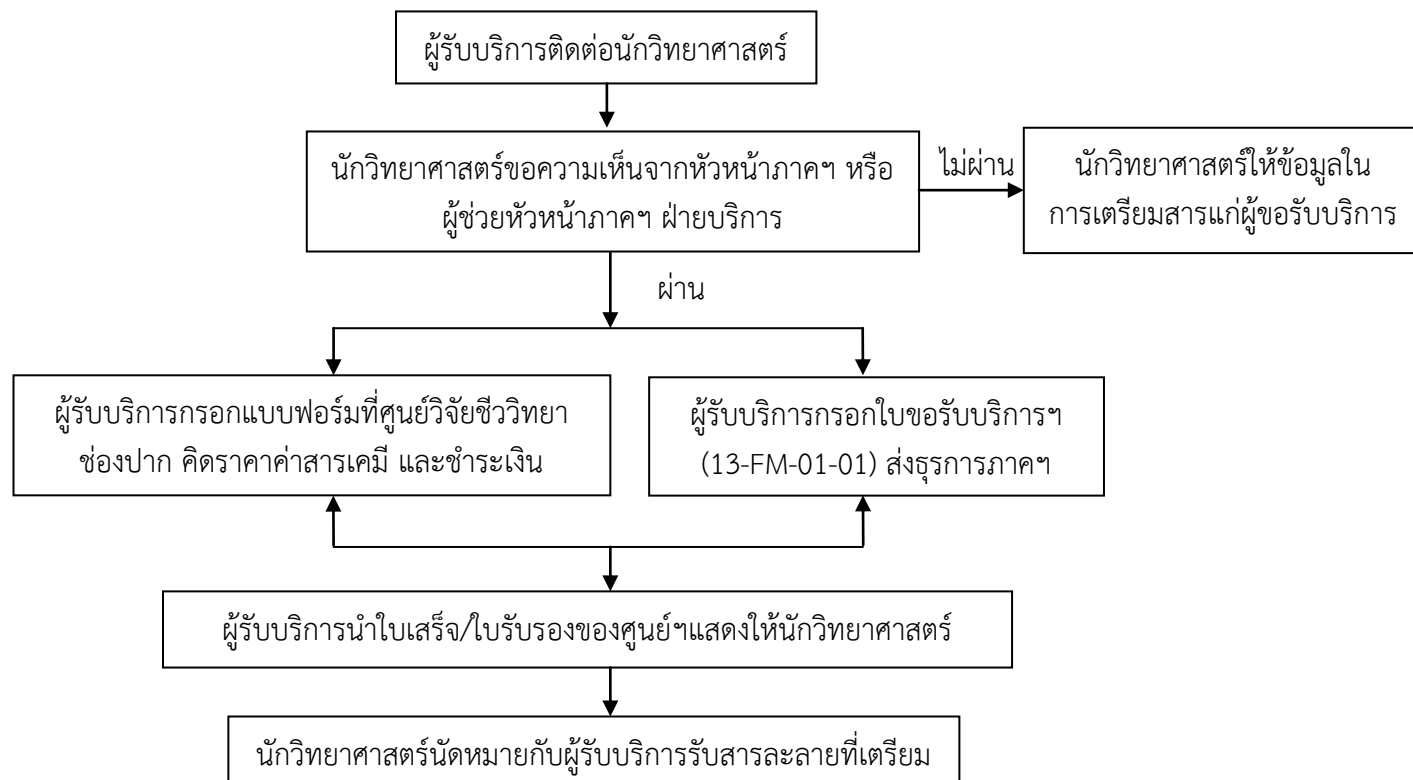 ผู้รับบริการติดต่อนักวิทยาศาสตร์
นักวิทยาศาสตร์ขอความเห็นจากหัวหน้าภาคฯ หรือ
ผู้ช่วยหัวหน้าภาคฯ ฝ่ายบริการ
ไม่ผ่าน
นักวิทยาศาสตร์ให้ข้อมูลใน
การเตรียมสารแก่ผู้ขอรับบริการ
ผ่าน
ผู้รับบริการกรอกแบบฟอร์มที่ศูนย์วิจัยชีววิทยา
ช่องปาก คิดราคาค่าสารเคมี และชำระเงิน
ผู้รับบริการกรอกใบขอรับบริการฯ
(13-FM-01-01) ส่งธุรการภาคฯ
ผู้รับบริการนำใบเสร็จ/ใบรับรองของศูนย์ฯแสดงให้นักวิทยาศาสตร์
นักวิทยาศาสตร์นัดหมายกับผู้รับบริการรับสารละลายที่เตรียม